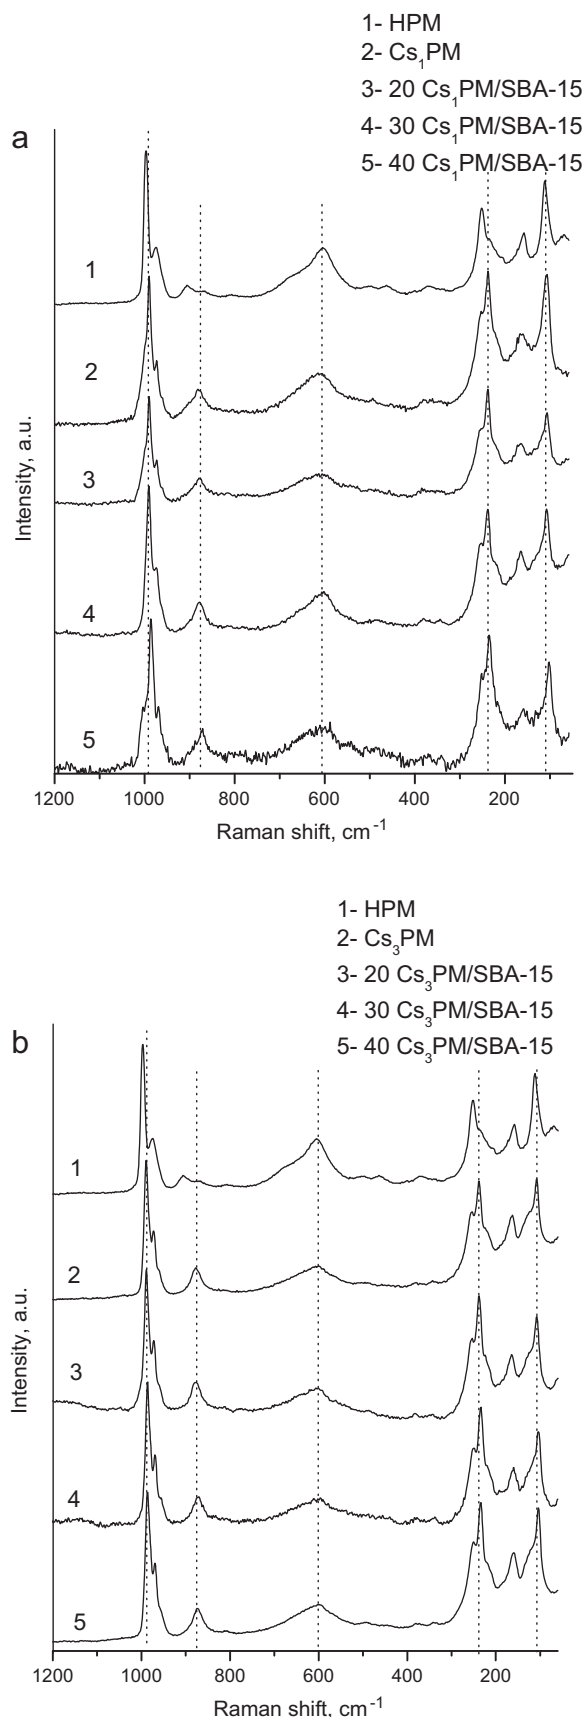 1- HPM
2- Cs₁PM
3- 20 Cs₁PM/SBA-15
4- 30 Cs₁PM/SBA-15
5- 40 Cs₁PM/SBA-15
a
1
2
3
4
5
Intensity, a.u.
1200 1000 800 600 400 200
Raman shift, cm⁻¹
1- HPM
2- Cs₃PM
3- 20 Cs₃PM/SBA-15
4- 30 Cs₃PM/SBA-15
5- 40 Cs₃PM/SBA-15
b
1
2
3
4
5
Intensity, a.u.
1200 1000 800 600 400 200
Raman shift, cm⁻¹